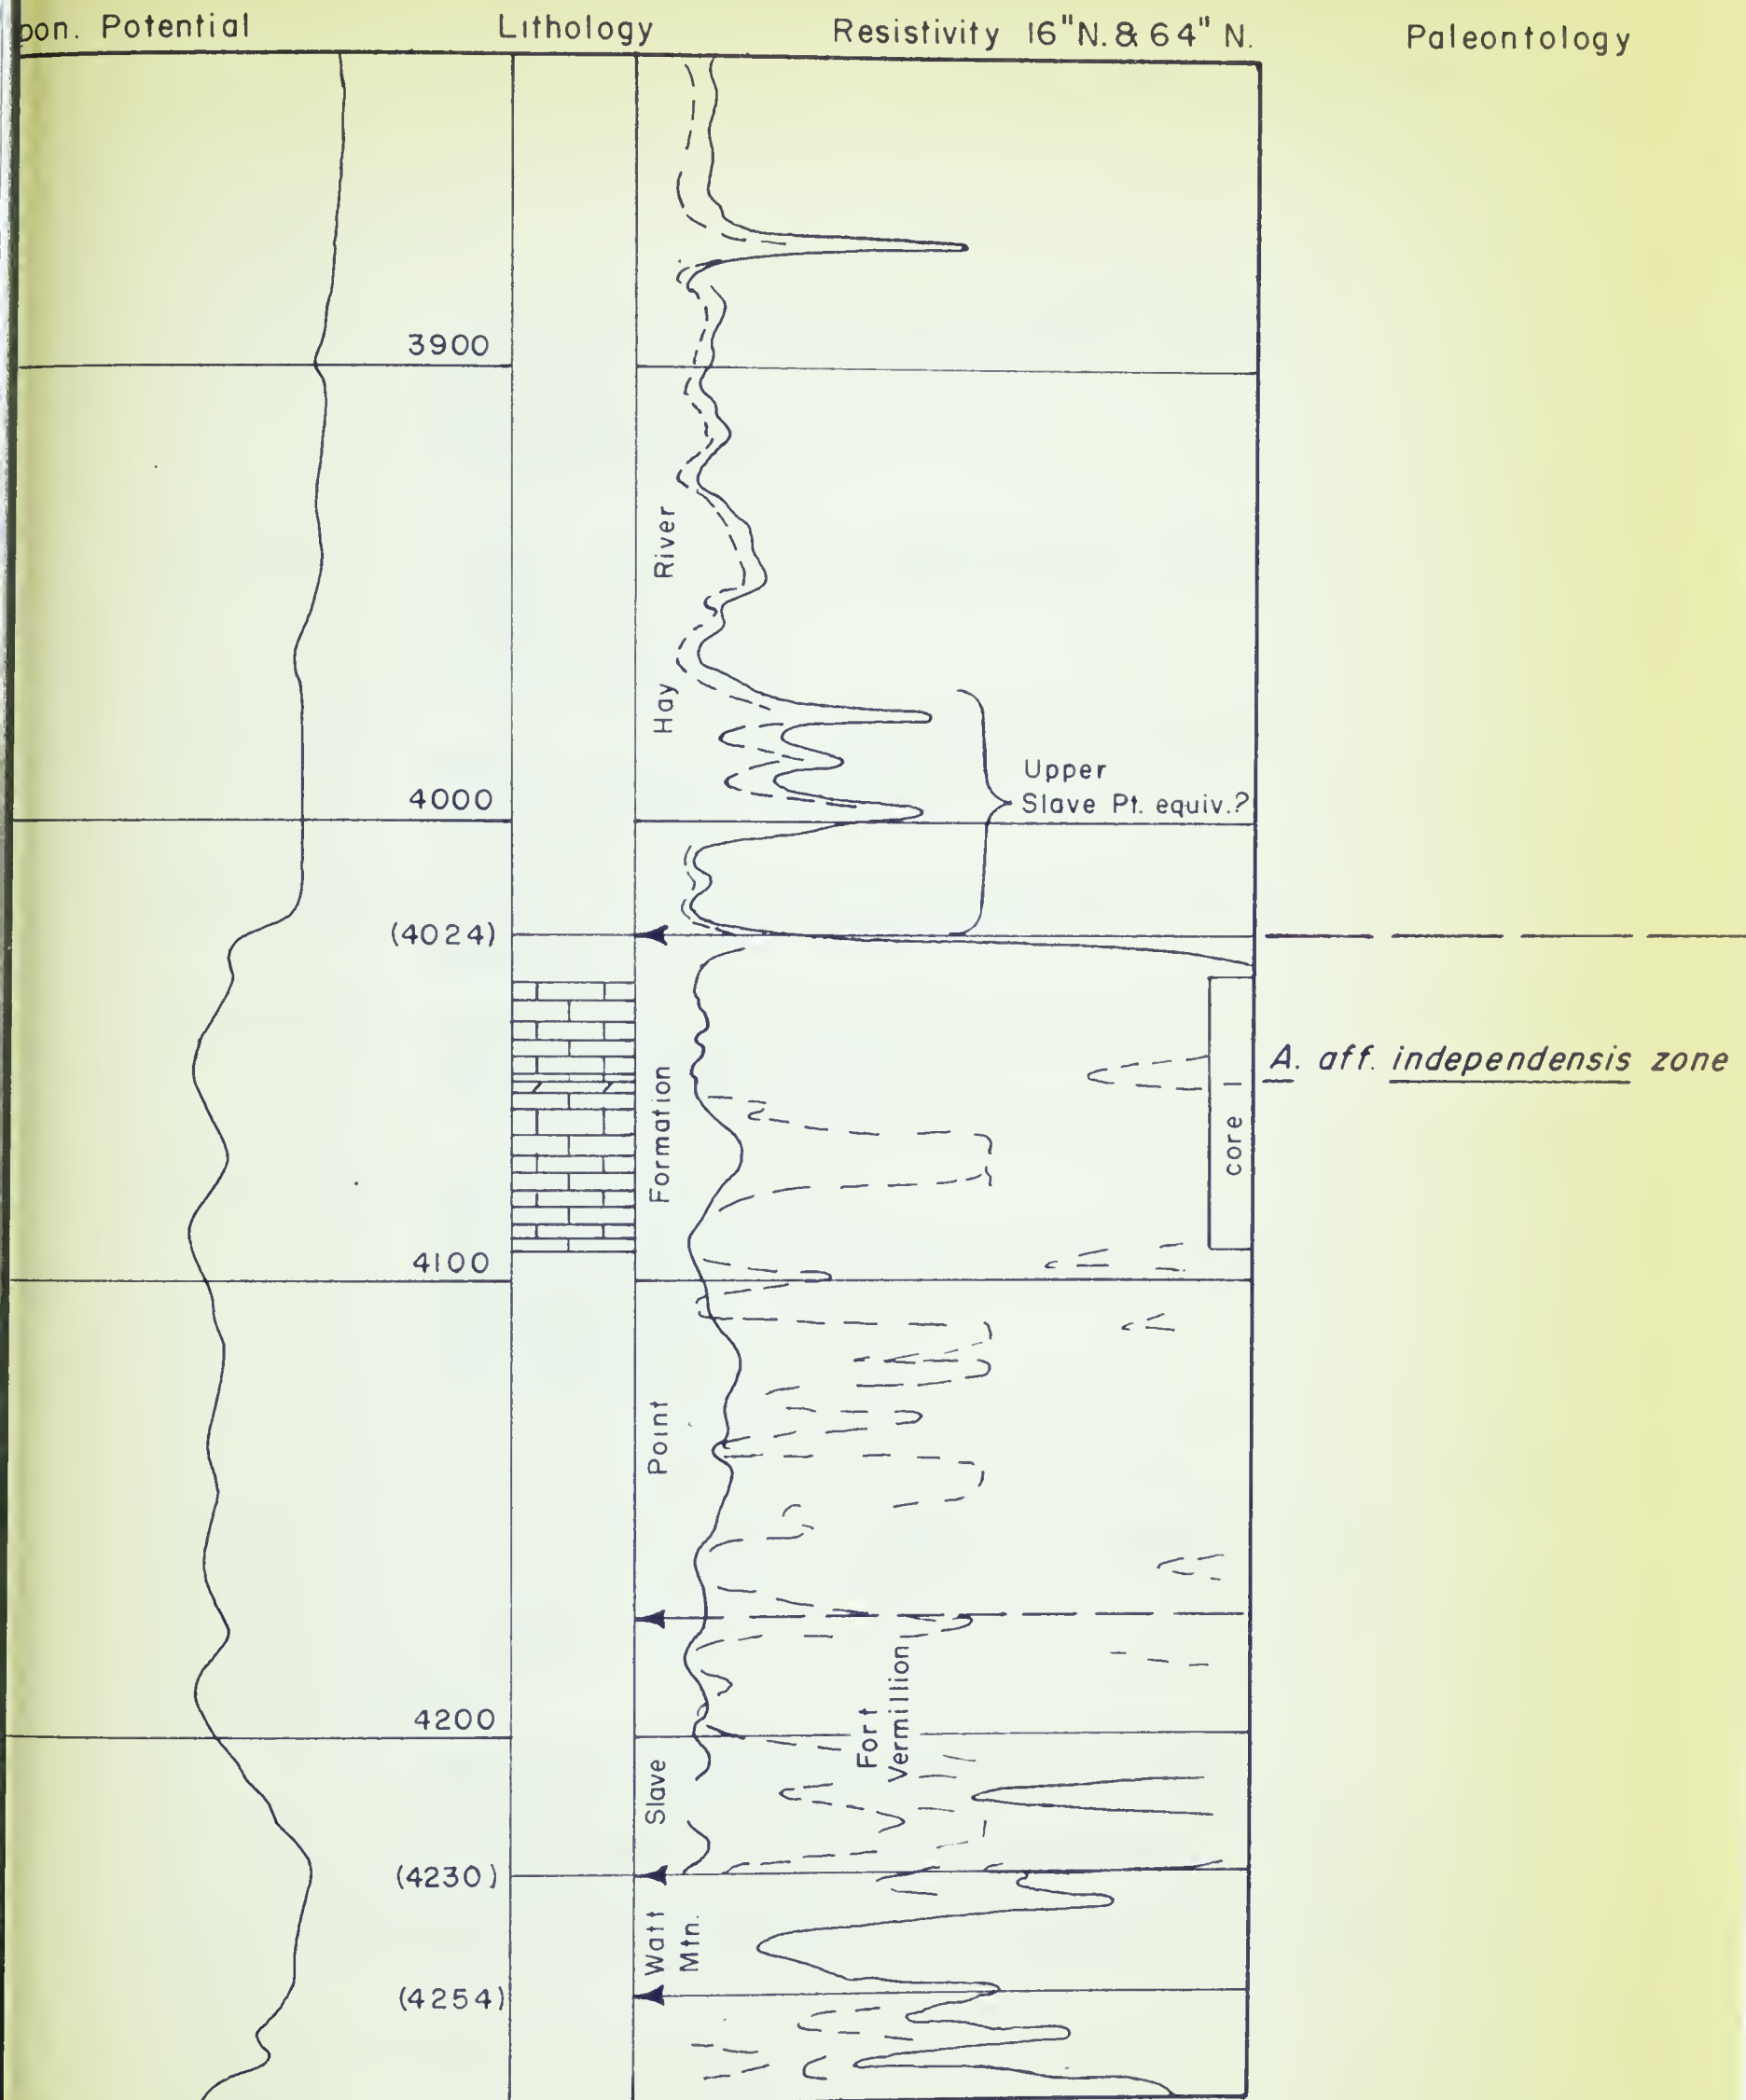 pon. Potential
Lithology
Resistivity 16"N. & 64" N.
Paleontology
3900
River
Hay
Upper
Slave Pt. equiv.?
4000
(4024)
A. aff. independensis zone
core
Formation
4100
Point
Fort
Vermillion
4200
Slave
(4230)
Watt
Mtn.
(4254)